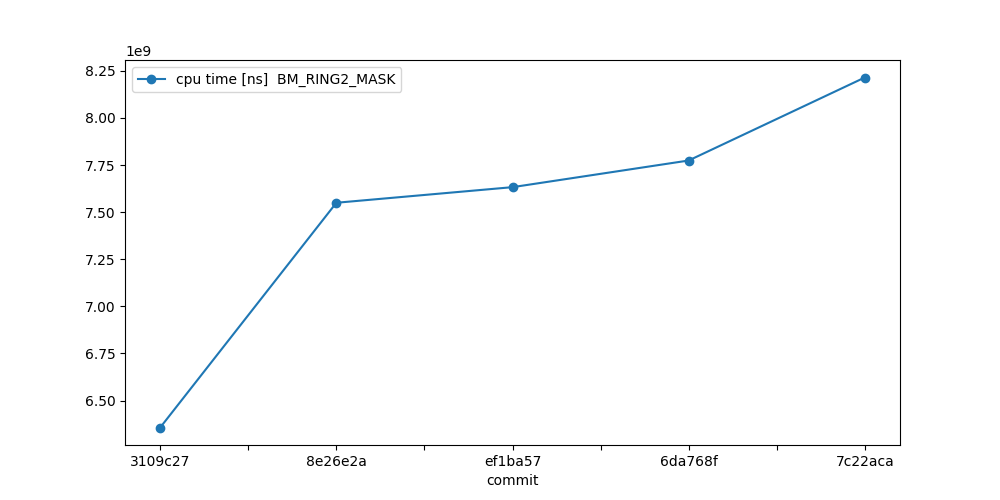 1e9
cpu time [ns]  BM_RING2_MASK
8.25
8.00
7.75
7.50
7.25
7.00
6.75
6.50
3109c27 8e26e2a ef1ba57 6da768f 7c22aca
commit